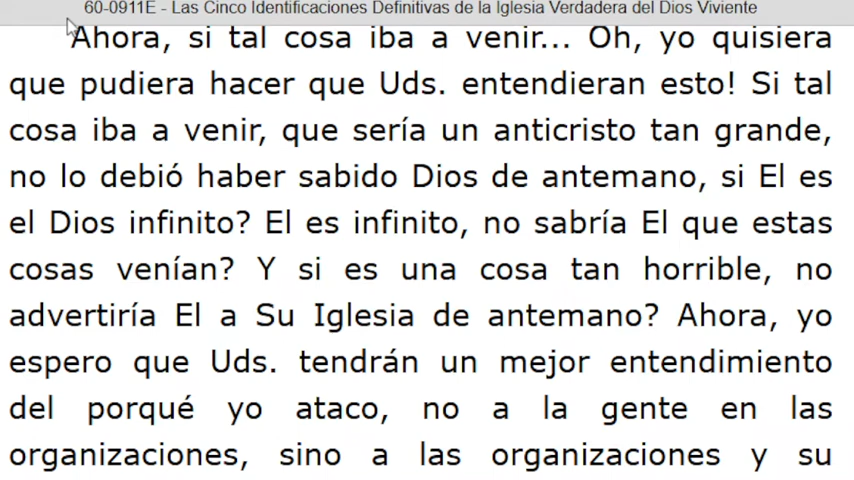 60-0911E - Las Cinco Identificaciones Definitivas de la Iglesia Verdadera del Dios Viviente
Ahora, si tal cosa iba a venir... Oh, yo quisiera
que pudiera hacer que Uds. entendieran esto! Si tal
cosa iba a venir, que sería un anticristo tan grande,
no lo debió haber sabido Dios de antemano, si El es
el Dios infinito? El es infinito, no sabría El que estas
cosas venían? Y si es una cosa tan horrible, no
advertiría El a Su Iglesia de antemano? Ahora, yo
espero que Uds. tendrán un mejor entendimiento
del porqué yo ataco, no a la gente en las
organizaciones, sino a las organizaciones y su